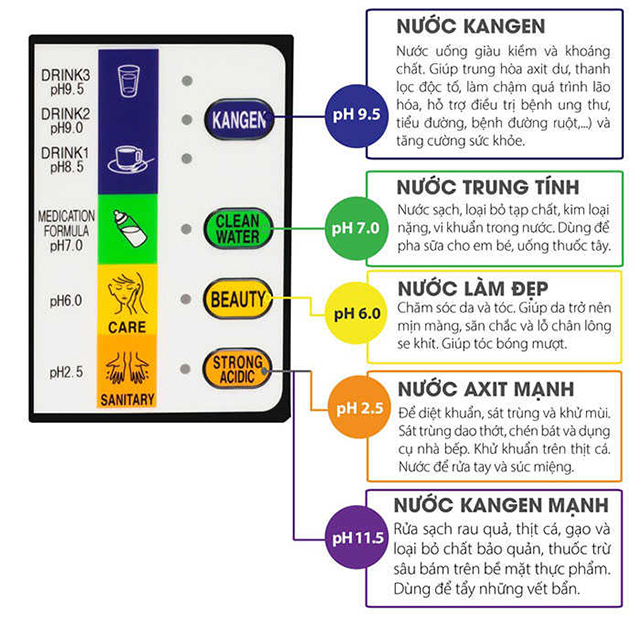 DRINK3
pH9.5
DRINK2
pH9.0
DRINK1
pH8.5
MEDICATION
FORMULA
pH7.0
pH6.0
CARE
pH2.5
SANITARY
KANGEN
CLEAN
WATER
BEAUTY
STRONG
ACIDIC
pH 9.5
NƯỚC KANGEN
Nước uống giàu kiềm và khoáng
chất. Giúp trung hòa axit dư, thanh
lọc độc tố, làm chậm quá trình lão
hóa, hỗ trợ điều trị bệnh ung thư,
tiểu đường, bệnh đường ruột,...) và
tăng cường sức khỏe.
pH 7.0
NƯỚC TRUNG TÍNH
Nước sạch, loại bỏ tạp chất, kim loại
nặng, vi khuẩn trong nước. Dùng để
pha sữa cho em bé, uống thuốc tây.
pH 6.0
NƯỚC LÀM ĐẸP
Chăm sóc da và tóc. Giúp da trở nên
mịn màng, săn chắc và lỗ chân lông
se khít. Giúp tóc bóng mượt.
pH 2.5
NƯỚC AXIT MẠNH
Để diệt khuẩn, sát trùng và khử mùi.
Sát trùng dao thớt, chén bát và dụng
cụ nhà bếp. Khử khuẩn trên thịt cá.
Nước để rửa tay và súc miệng.
pH 11.5
NƯỚC KANGEN MẠNH
Rửa sạch rau quả, thịt cá, gạo và
loại bỏ chất bảo quản, thuốc trừ
sâu bám trên bề mặt thực phẩm.
Dùng để tẩy những vết bẩn.